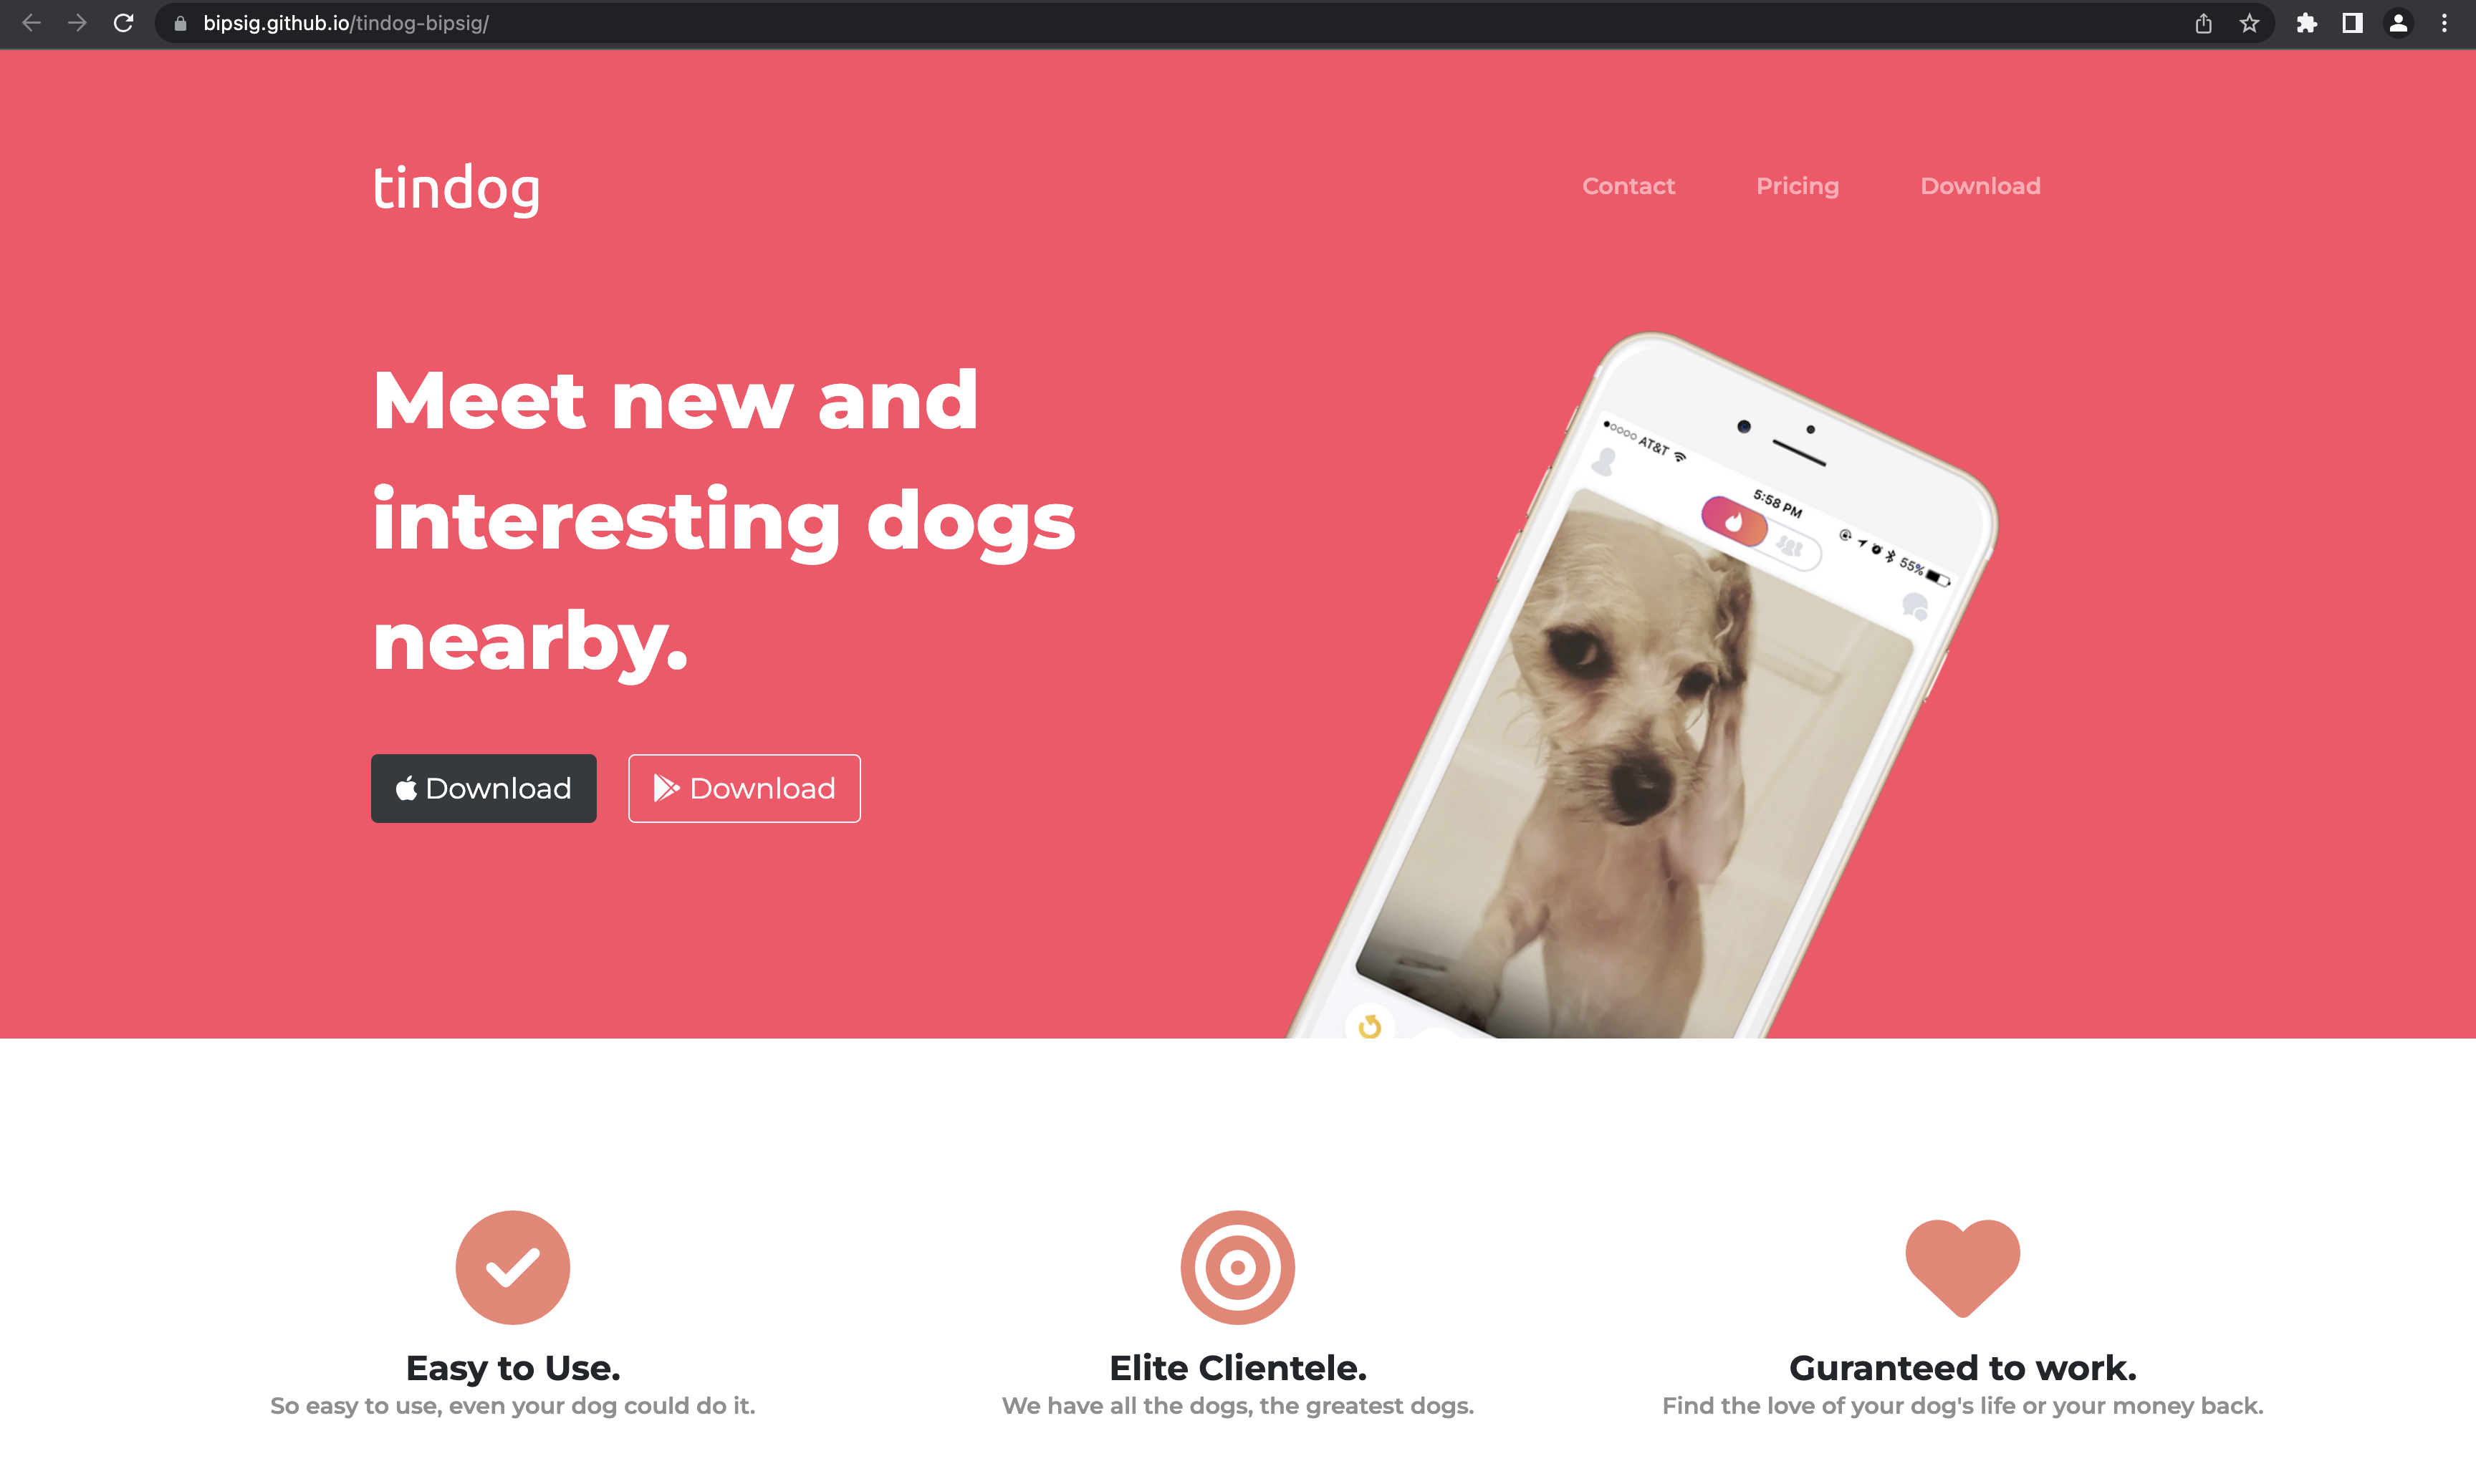 bipsig.github.io/tindog-bipsig/
tindog
Contact Pricing Download
Meet new and
interesting dogs
nearby.
Download Download
AT&T 5:58 PM 55%
Easy to Use.
So easy to use, even your dog could do it.
Elite Clientele.
We have all the dogs, the greatest dogs.
Guranteed to work.
Find the love of your dog's life or your money back.